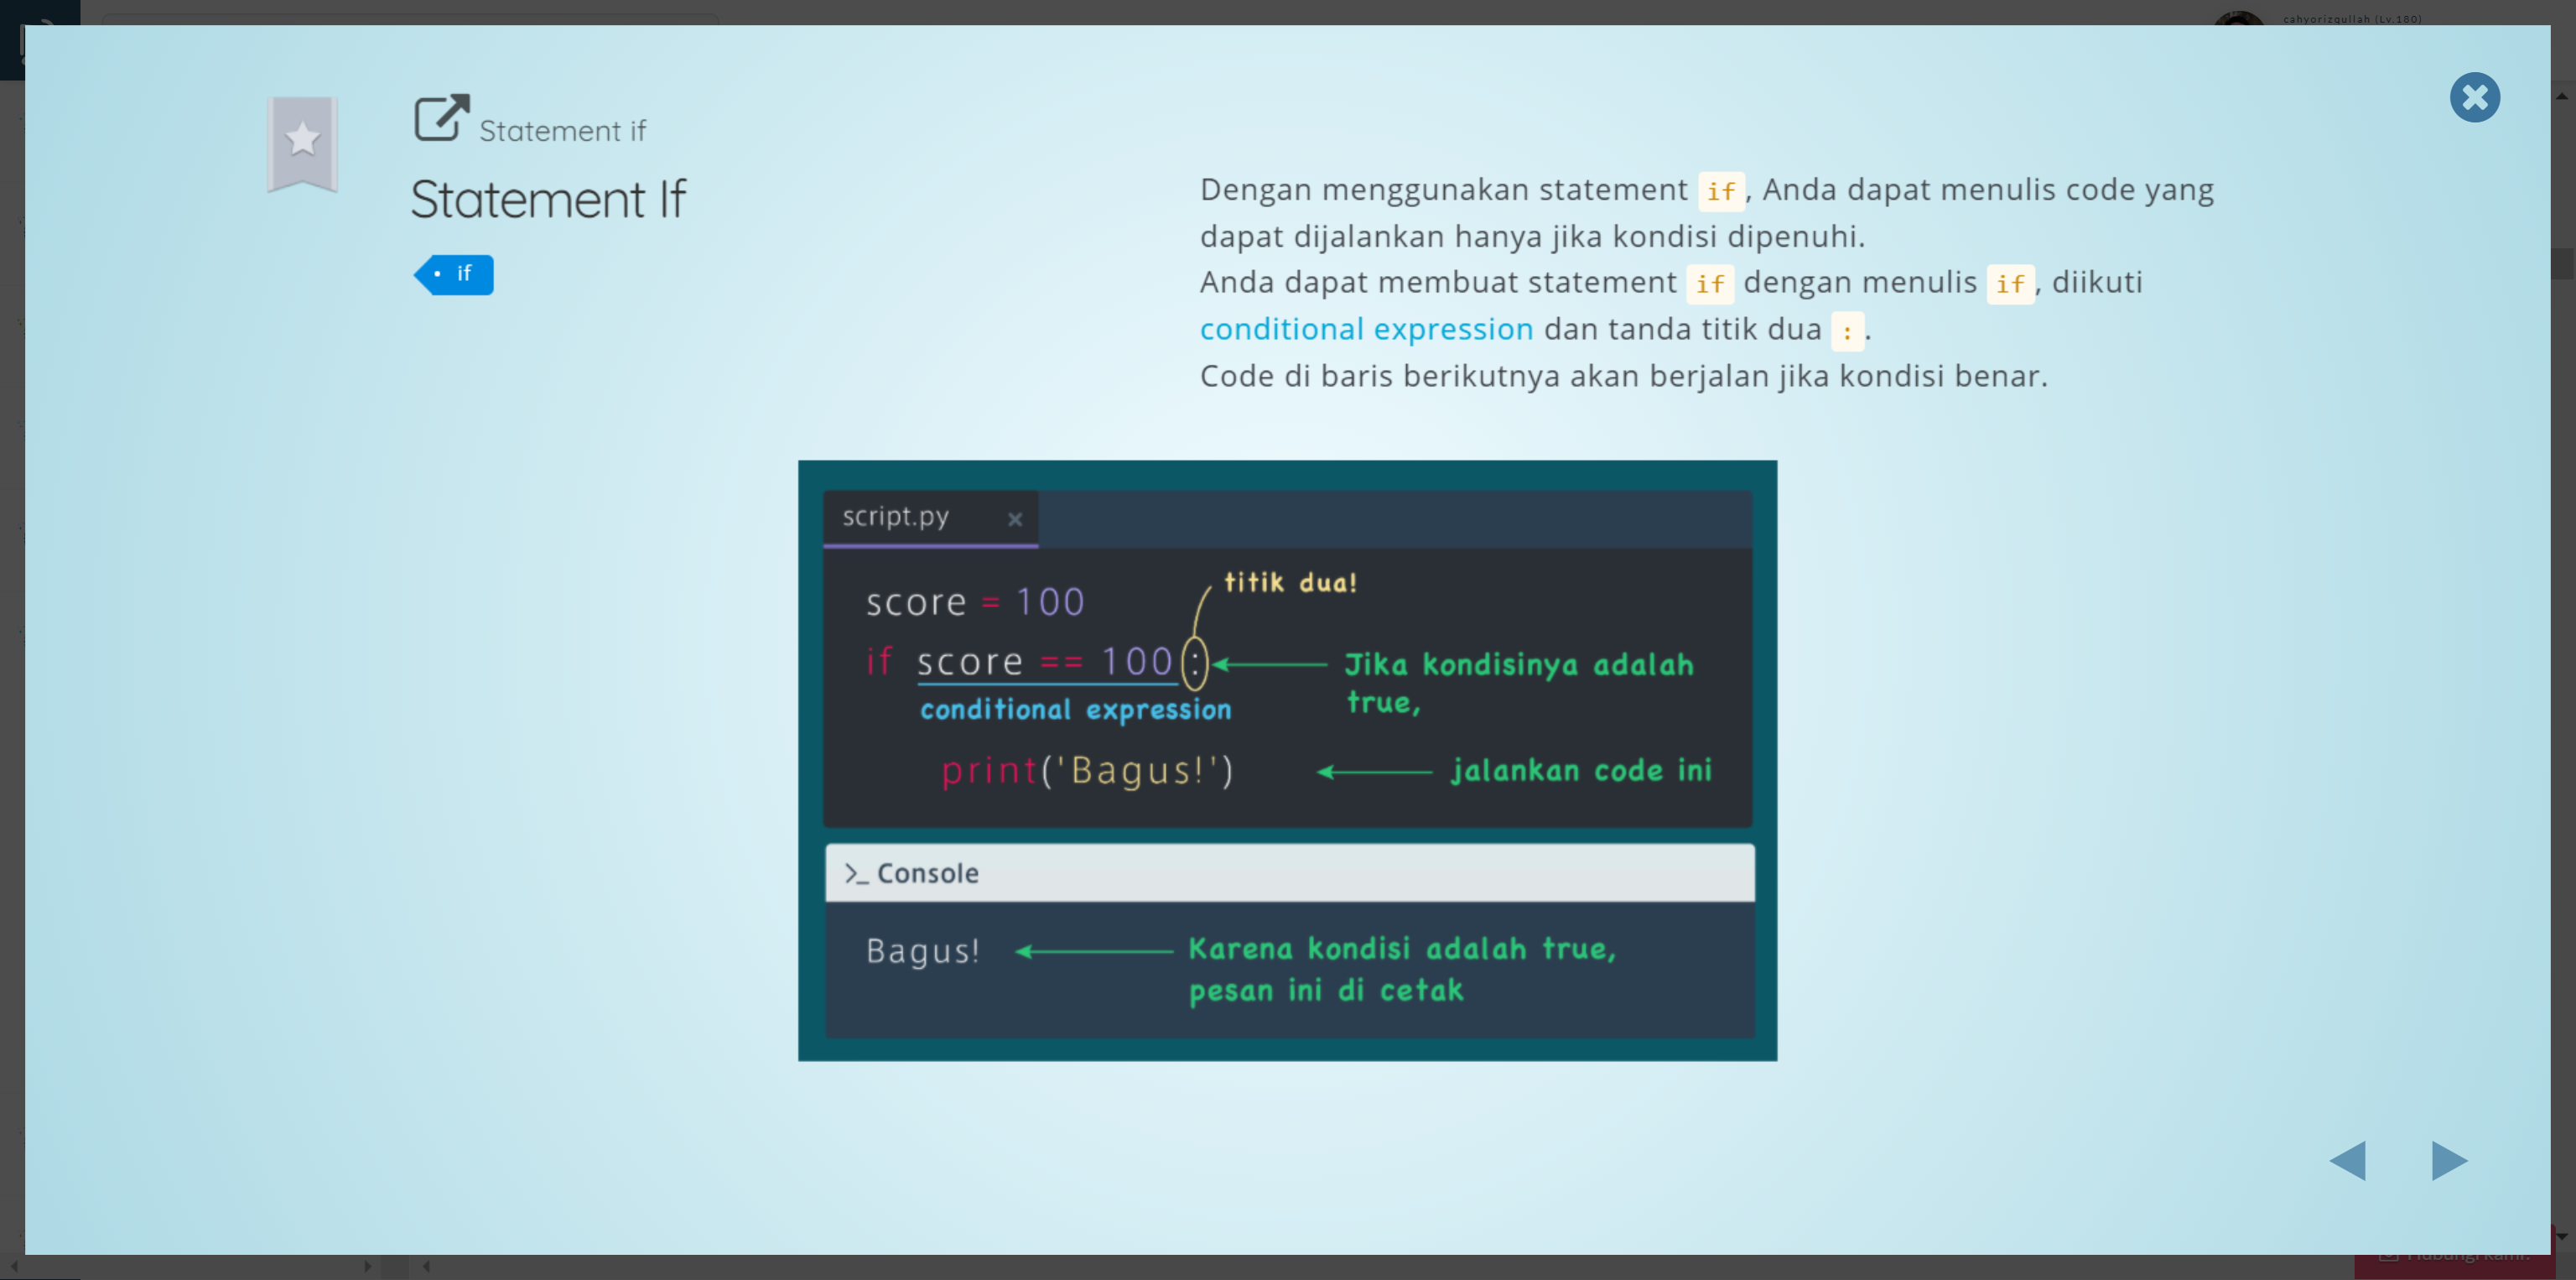 cahyorizqullah (Lv.180)
Statement if
Statement If
if
Dengan menggunakan statement if, Anda dapat menulis code yang
dapat dijalankan hanya jika kondisi dipenuhi.
Anda dapat membuat statement if dengan menulis if, diikuti
conditional expression dan tanda titik dua :.
Code di baris berikutnya akan berjalan jika kondisi benar.
script.py x
titik dua!
score = 100
if score == 100:
Jika kondisinya adalah
true,
conditional expression
print('Bagus!')
jalankan code ini
>_ Console
Bagus!
Karena kondisi adalah true,
pesan ini di cetak
Hubungi kami